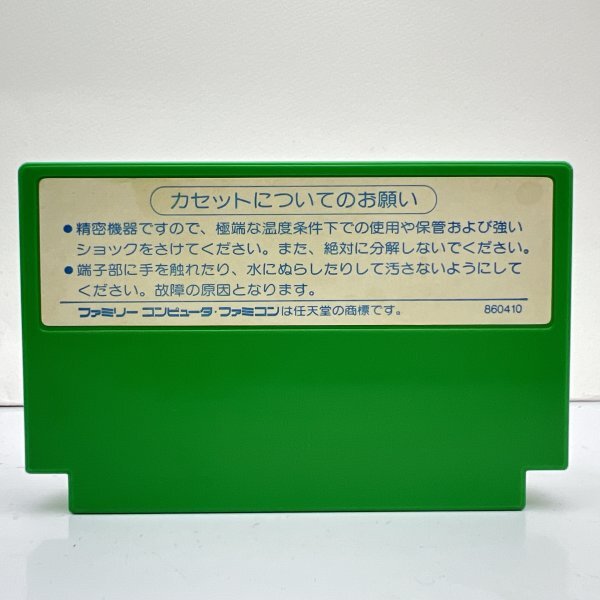 カセットについてのお願い
●精密機器ですので、極端な温度条件下での使用や保管および強い
ショックをさけてください。また、絶対に分解しないでください。
●端子部に手を触れたり、水にぬらしたりして汚さないようにして
ください。故障の原因となります。
ファミリー コンピュータ・ファミコンは任天堂の商標です。 860410